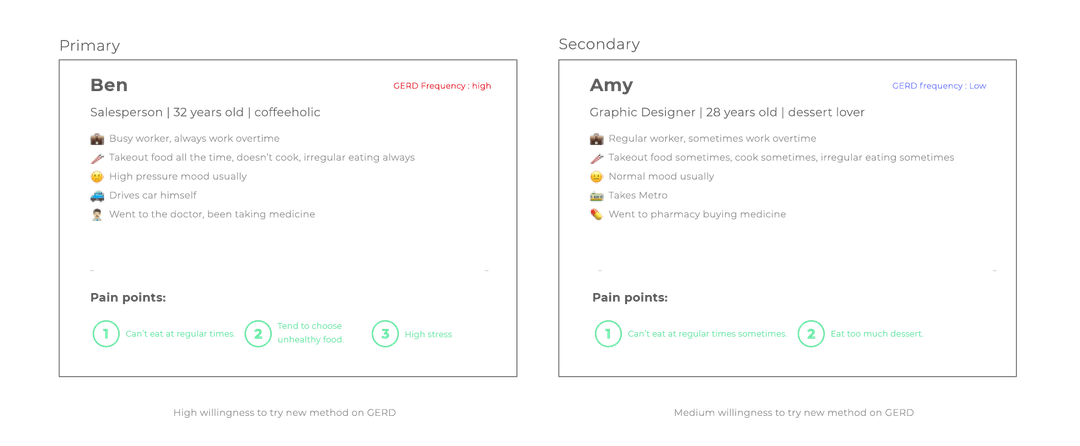 Primary
Ben
GERD Frequency : high
Salesperson | 32 years old | coffeeholic
Busy worker, always work overtime
Takeout food all the time, doesn't cook, irregular eating always
High pressure mood usually
Drives car himself
Went to the doctor, been taking medicine
Pain points:
1 Can't eat at regular times.
2 Tend to choose
unhealthy food.
3 High stress
High willingness to try new method on GERD
Secondary
Amy
GERD frequency : Low
Graphic Designer | 28 years old | dessert lover
Regular worker, sometimes work overtime
Takeout food sometimes, cook sometimes, irregular eating sometimes
Normal mood usually
Takes Metro
Went to pharmacy buying medicine
Pain points:
1 Can't eat at regular times sometimes.
2 Eat too much dessert.
Medium willingness to try new method on GERD